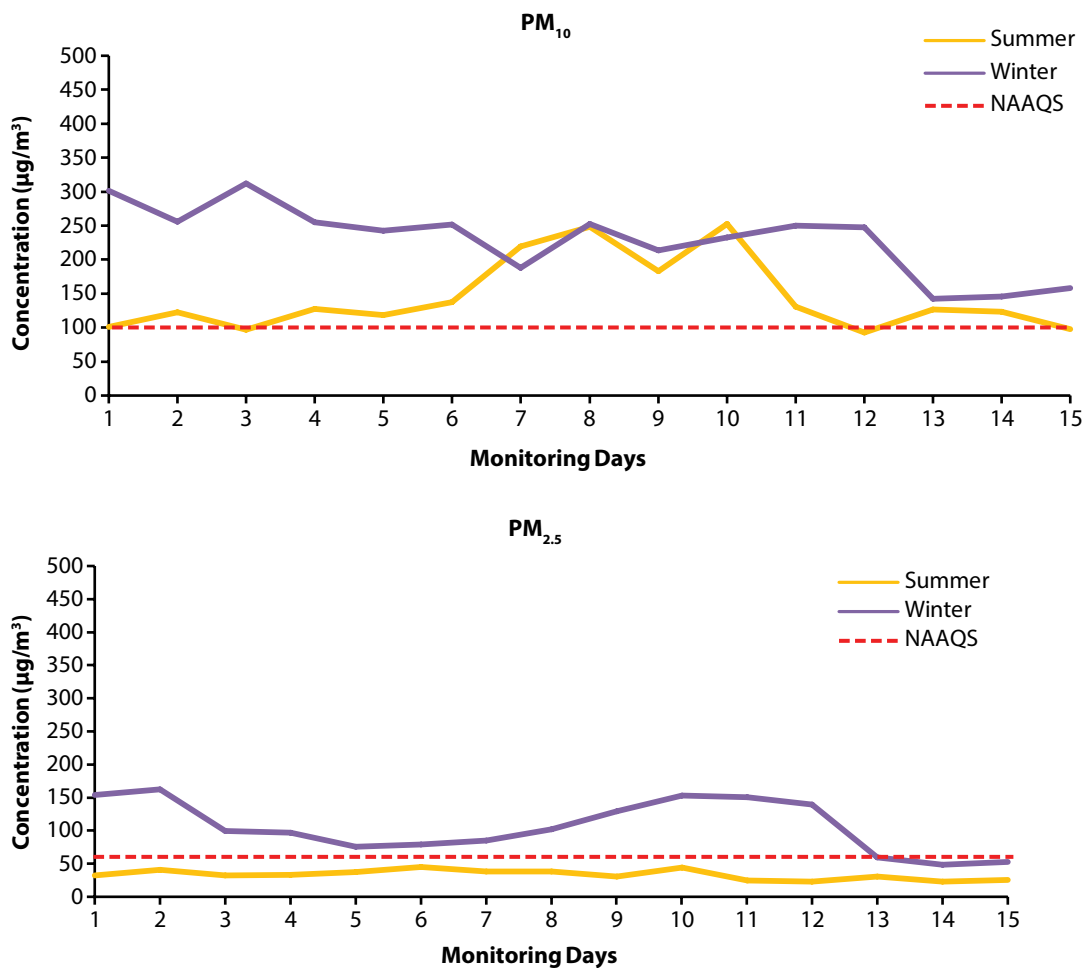 PM₁₀
Summer
Winter
NAAQS
Concentration (µg/m³)
500
450
400
350
300
250
200
150
100
50
0
1 2 3 4 5 6 7 8 9 10 11 12 13 14 15
Monitoring Days
PM₂.₅
Summer
Winter
NAAQS
Concentration (µg/m³)
500
450
400
350
300
250
200
150
100
50
0
1 2 3 4 5 6 7 8 9 10 11 12 13 14 15
Monitoring Days